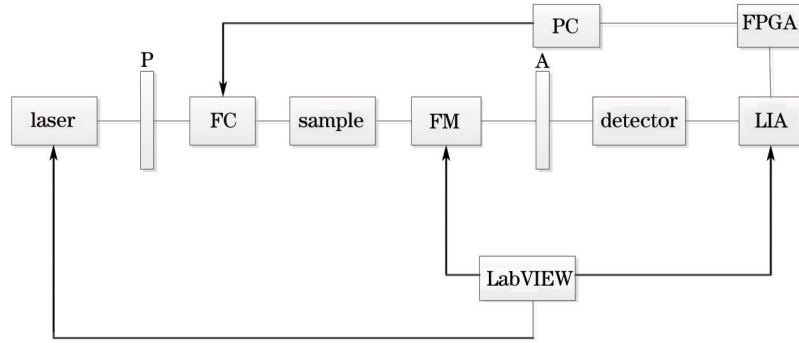 PC
FPGA
P
A
laser
FC
sample
FM
detector
LIA
LabVIEW